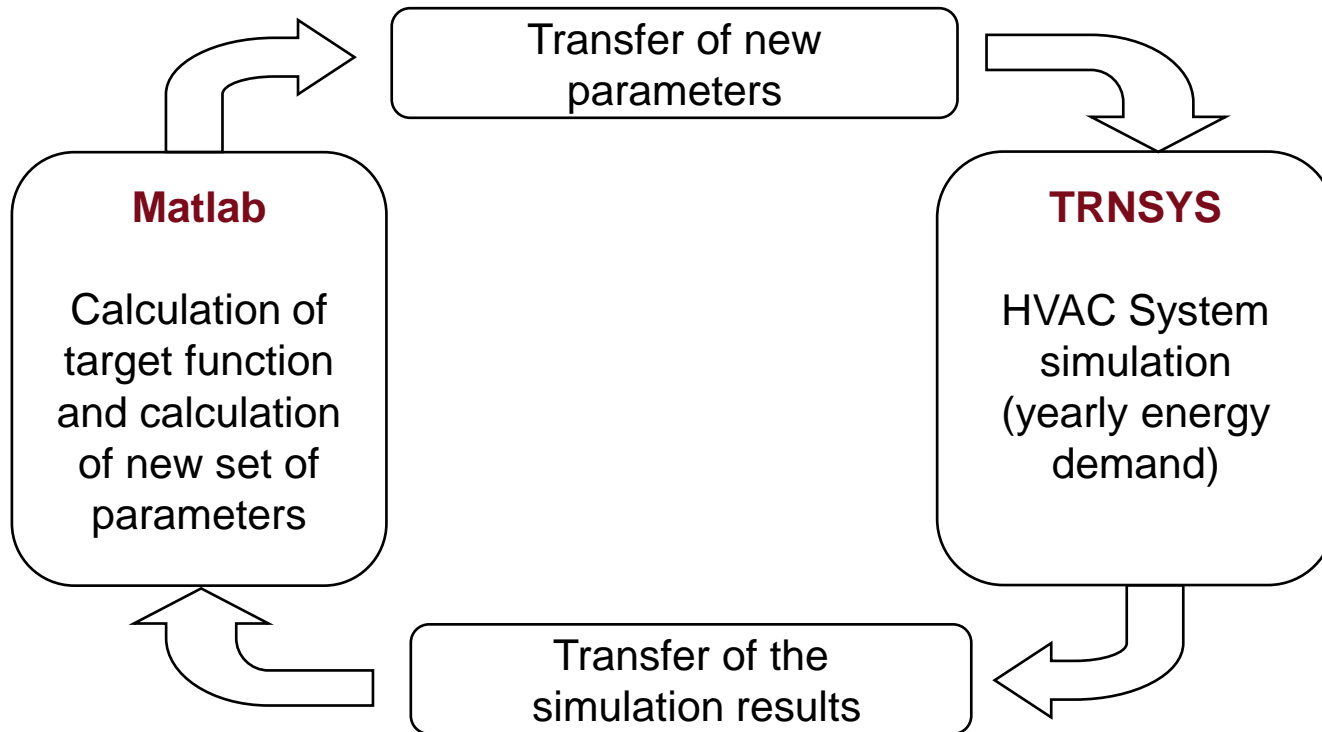 Transfer of new
parameters
Matlab
Calculation of
target function
and calculation
of new set of
parameters
TRNSYS
HVAC System
simulation
(yearly energy
demand)
Transfer of the
simulation results